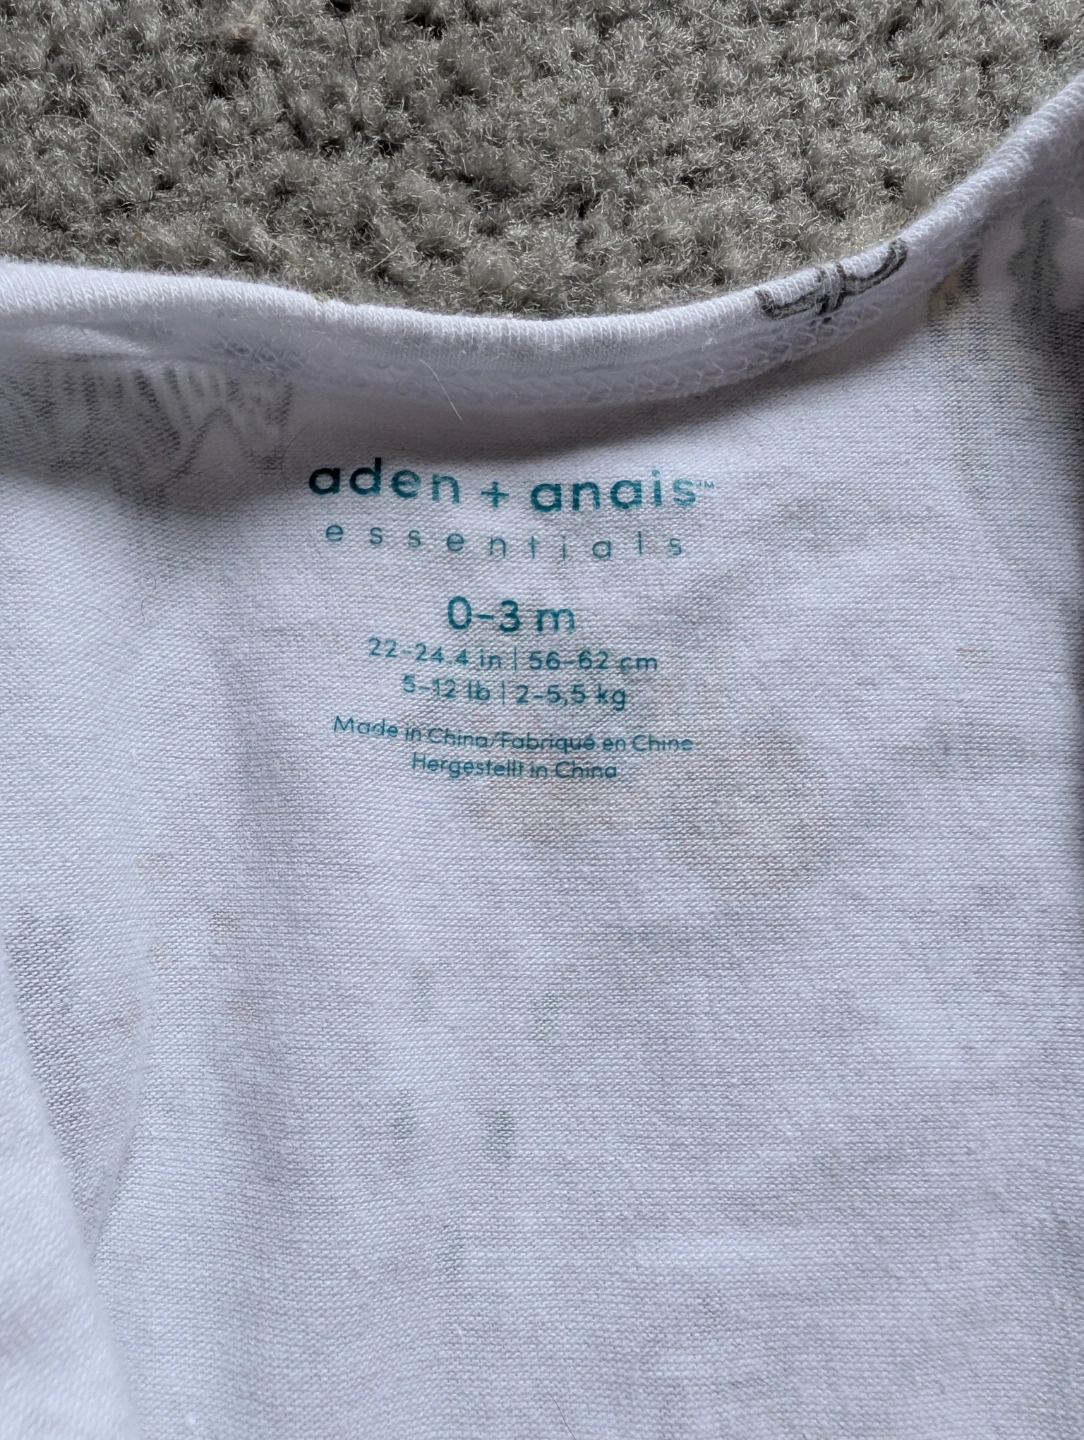 aden + anais™
essentials
0-3 m
22-24.4 in | 56-62 cm
5-12 lb | 2-5,5 kg
Made in China/Fabriqué en Chine
Hergestellt in China